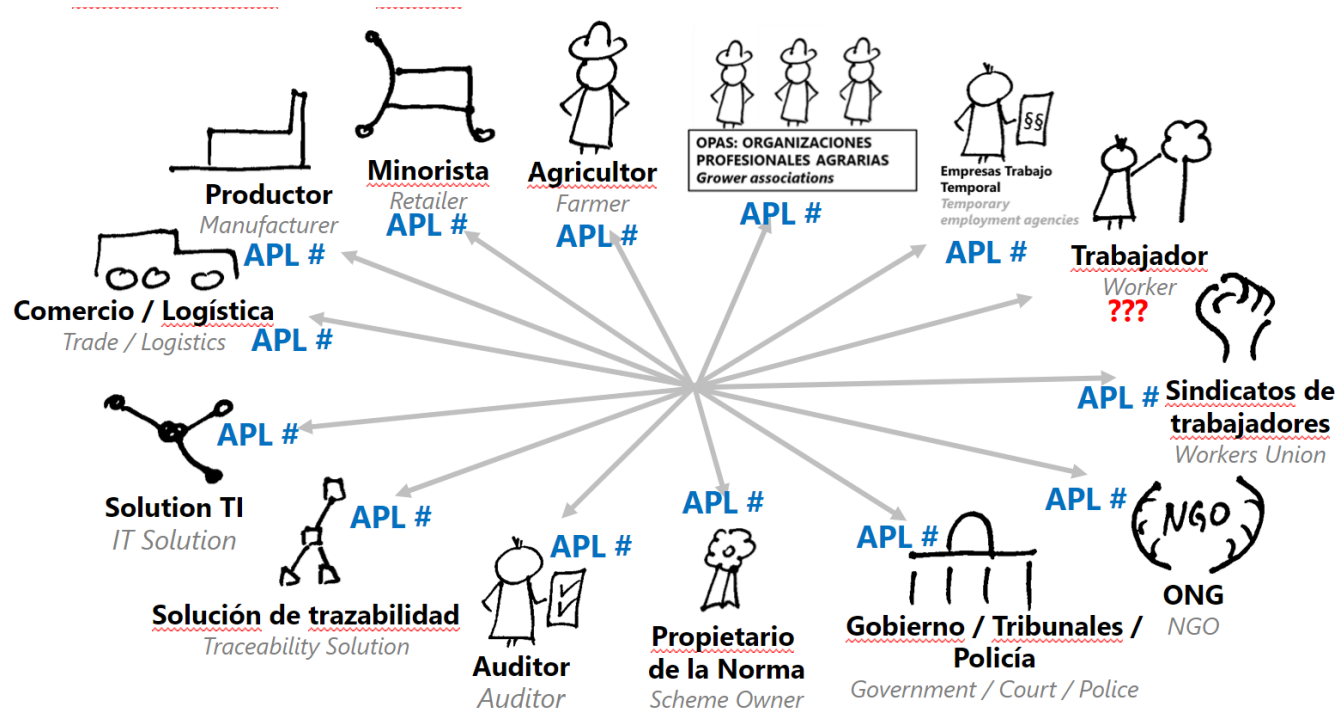 Productor
Manufacturer
APL #
Minorista
Retailer
APL #
Agricultor
Farmer
APL #
OPAS: ORGANIZACIONES
PROFESIONALES AGRARIAS
Grower associations
APL #
§§
Empresas Trabajo
Temporal
Temporary
employment agencies
APL #
Trabajador
Worker
???
Comercio / Logística
Trade / Logistics
APL #
APL #
Sindicatos de
trabajadores
Workers Union
APL #
Solution TI
IT Solution
APL #
Solución de trazabilidad
Traceability Solution
APL #
Auditor
Auditor
APL #
Propietario
de la Norma
Scheme Owner
APL #
Gobierno / Tribunales /
Policía
Government / Court / Police
APL #
NGO
ONG
NGO